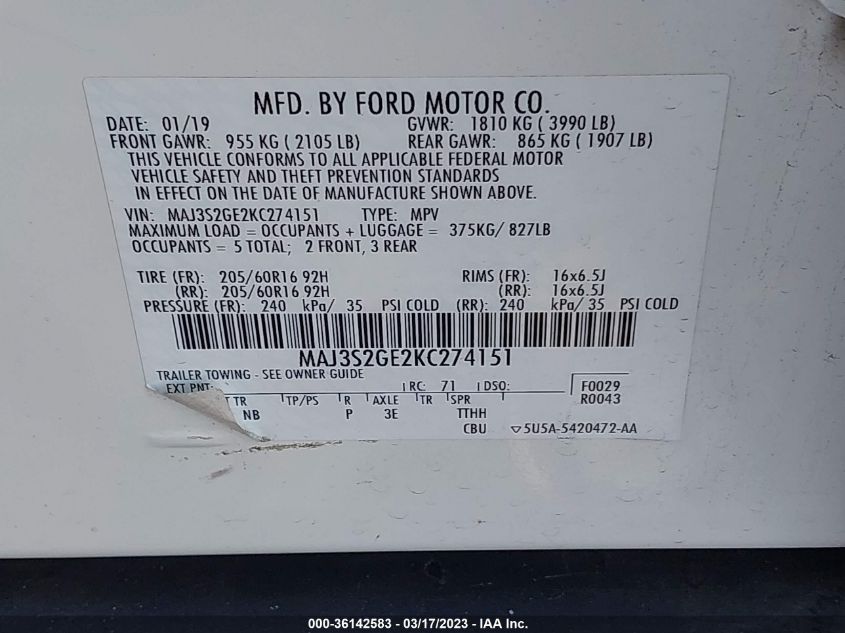 MFD. BY FORD MOTOR CO.
DATE: 01/19 GVWR: 1810 KG ( 3990 LB)
FRONT GAWR: 955 KG ( 2105 LB) REAR GAWR: 865 KG ( 1907 LB)
THIS VEHICLE CONFORMS TO ALL APPLICABLE FEDERAL MOTOR
VEHICLE SAFETY AND THEFT PREVENTION STANDARDS
IN EFFECT ON THE DATE OF MANUFACTURE SHOWN ABOVE.
VIN: MAJ3S2GE2KC274151 TYPE: MPV
MAXIMUM LOAD = OCCUPANTS + LUGGAGE = 375KG/ 827LB
OCCUPANTS = 5 TOTAL; 2 FRONT, 3 REAR
TIRE (FR): 205/60R16 92H RIMS (FR): 16x6.5J
(RR): 205/60R16 92H (RR): 16x6.5J
PRESSURE (FR): 240 kPa/ 35 PSI COLD (RR): 240 kPa/ 35 PSI COLD
MAJ3S2GE2KC274151
TRAILER TOWING - SEE OWNER GUIDE
EXT PNT: RC: 71 DSO: F0029
R0043
TR TP/PS R AXLE TR SPR
NB P 3E TTHH
CBU ▽5U5A-5420472-AA
000-36142583 - 03/17/2023 - IAA Inc.